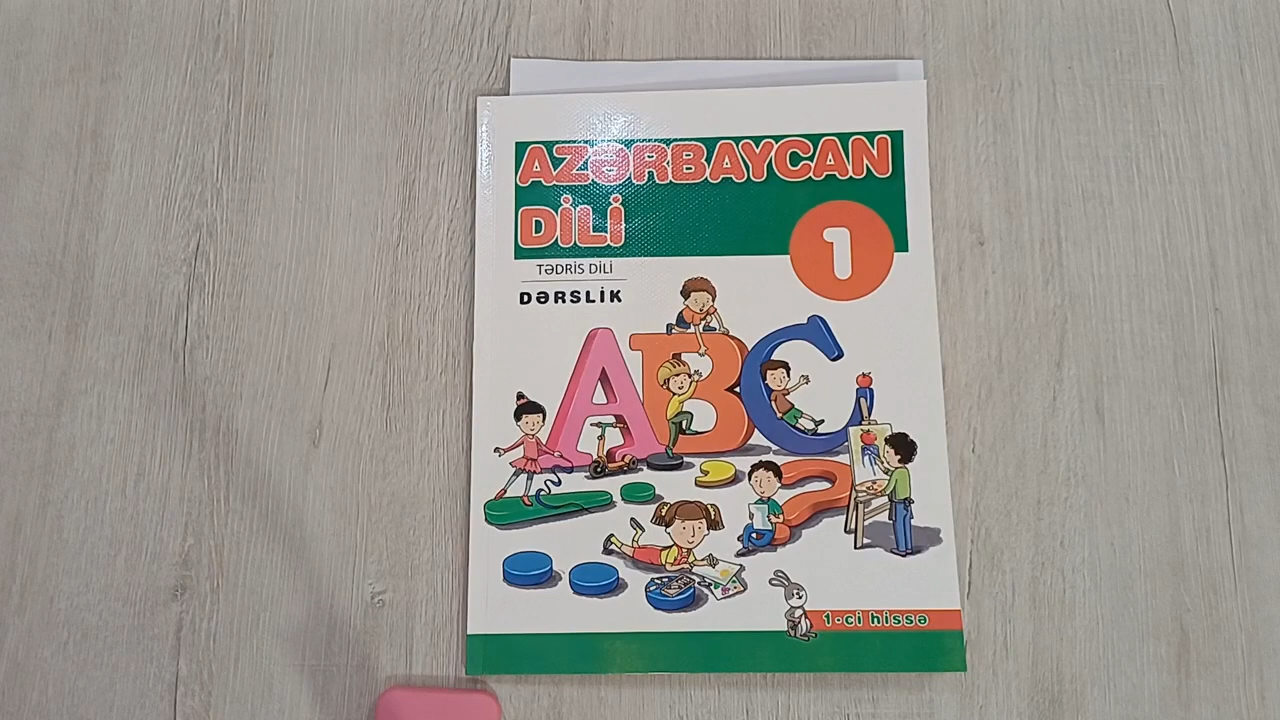 AZƏRBAYCAN
DİLİ
1
TƏDRİS DİLİ
DƏRSLİK
ABC
?
1-ci hissə